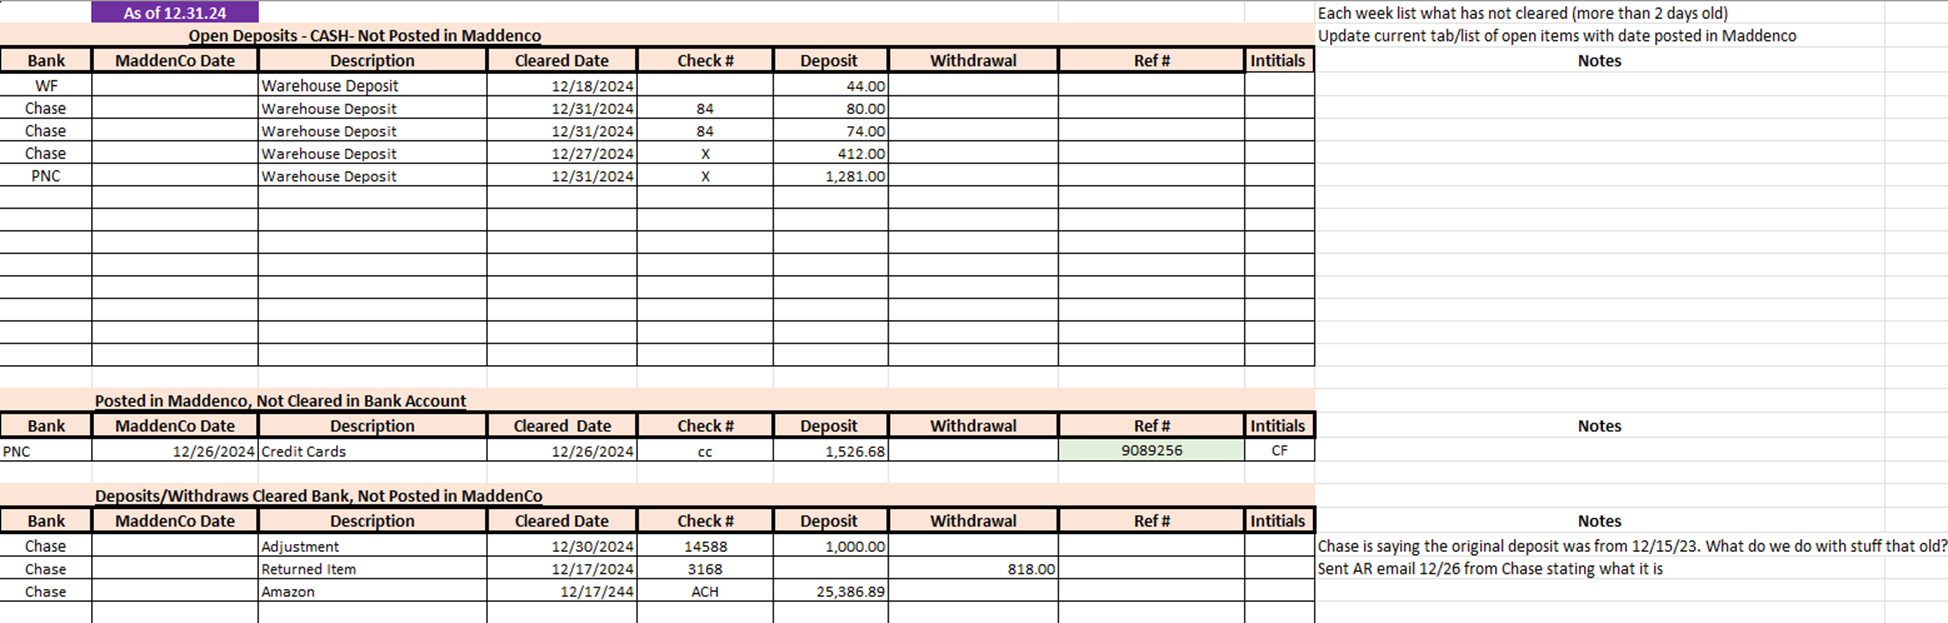 As of 12.31.24 Each week list what has not cleared (more than 2 days old)
Open Deposits - CASH- Not Posted in Maddenco Update current tab/list of open items with date posted in Maddenco
Bank MaddenCo Date Description Cleared Date Check # Deposit Withdrawal Ref # Intitials Notes
WF Warehouse Deposit 12/18/2024 44.00
Chase Warehouse Deposit 12/31/2024 84 80.00
Chase Warehouse Deposit 12/31/2024 84 74.00
Chase Warehouse Deposit 12/27/2024 X 412.00
PNC Warehouse Deposit 12/31/2024 X 1,281.00
Posted in Maddenco, Not Cleared in Bank Account
Bank MaddenCo Date Description Cleared Date Check # Deposit Withdrawal Ref # Intitials Notes
PNC 12/26/2024 Credit Cards 12/26/2024 cc 1,526.68 9089256 CF
Deposits/Withdraws Cleared Bank, Not Posted in MaddenCo
Bank MaddenCo Date Description Cleared Date Check # Deposit Withdrawal Ref # Intitials Notes
Chase Adjustment 12/30/2024 14588 1,000.00 Chase is saying the original deposit was from 12/15/23. What do we do with stuff that old?
Chase Returned Item 12/17/2024 3168 818.00 Sent AR email 12/26 from Chase stating what it is
Chase Amazon 12/17/244 ACH 25,386.89